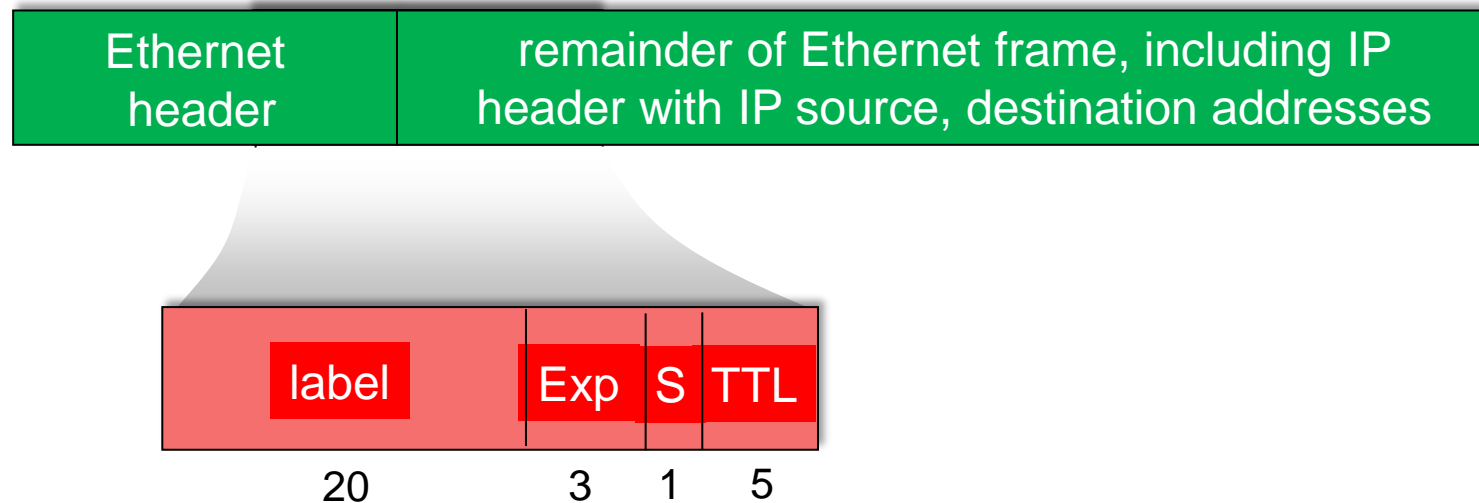 Ethernet
header
remainder of Ethernet frame, including IP
header with IP source, destination addresses
label Exp S TTL
20 3 1 5